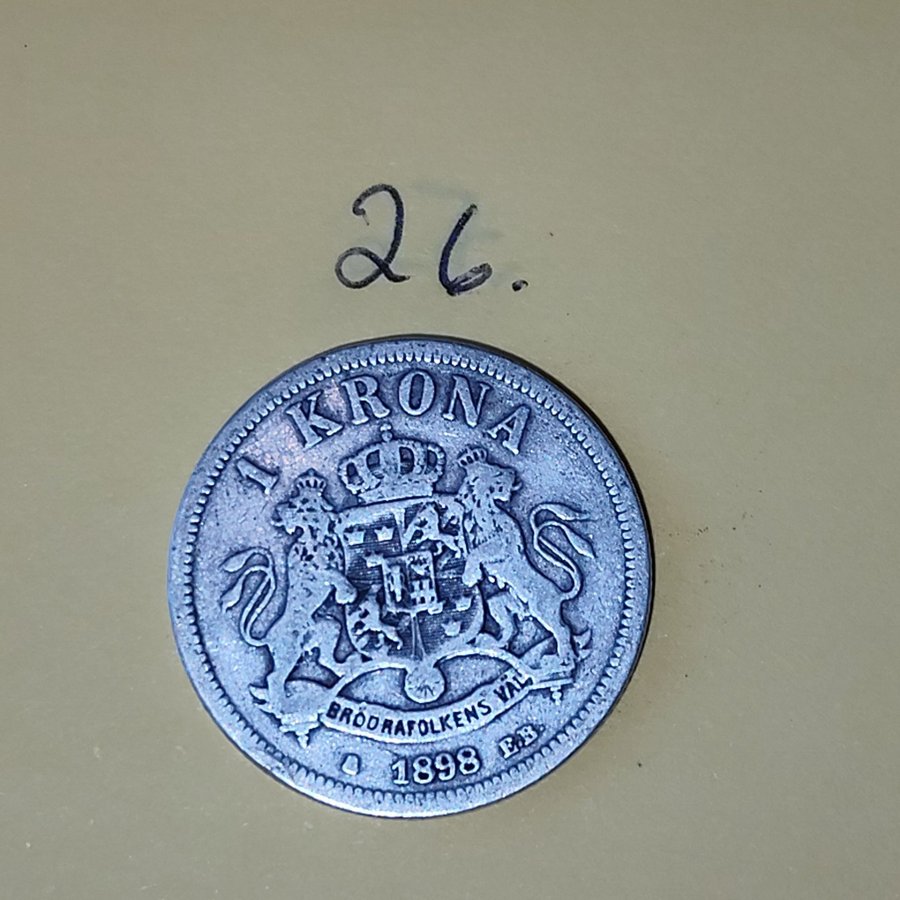 26.
1 KRONA
BRÖDRAFOLKENS VÄL
1898 E.B.